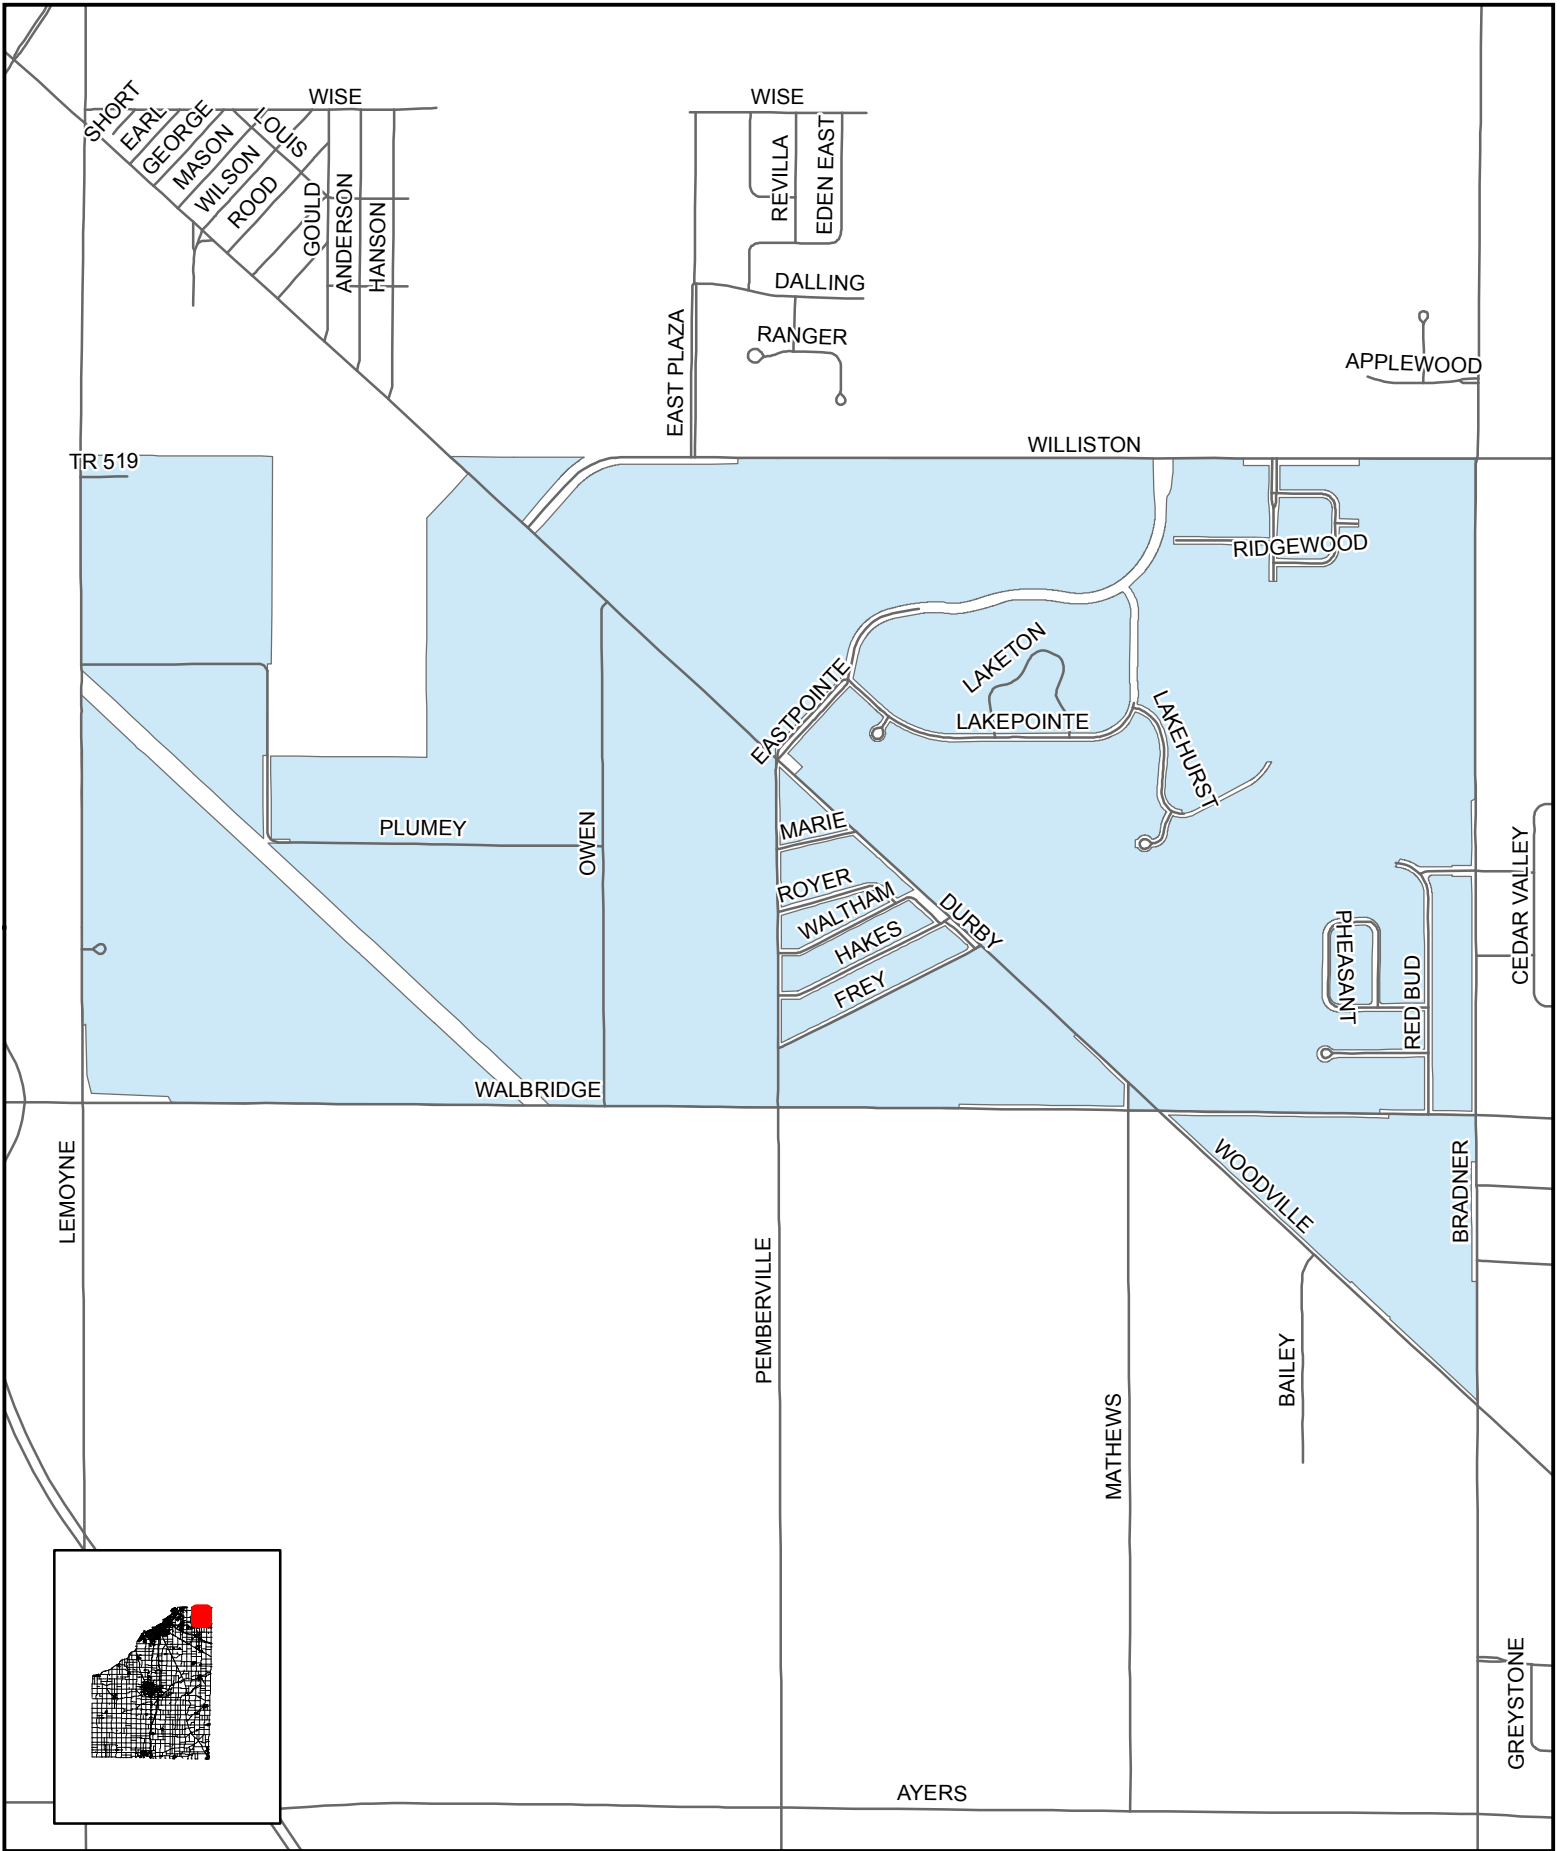 WISE
WISE
SHORT
EARL
GEORGE
MASON
WILSON
ROOD
LOUIS
GOULD
ANDERSON
HANSON
REVILLA
EDEN EAST
DALLING
RANGER
EAST PLAZA
APPLEWOOD
WILLISTON
TR 519
RIDGEWOOD
LAKETON
EASTPOINTE
LAKEPOINTE
LAKEHURST
PLUMEY
OWEN
MARIE
ROYER
WALTHAM
HAKES
FREY
DURBY
PHEASANT
RED BUD
CEDAR VALLEY
WALBRIDGE
LEMOYNE
PEMBERVILLE
WOODVILLE
BRADNER
BAILEY
MATHEWS
GREYSTONE
AYERS